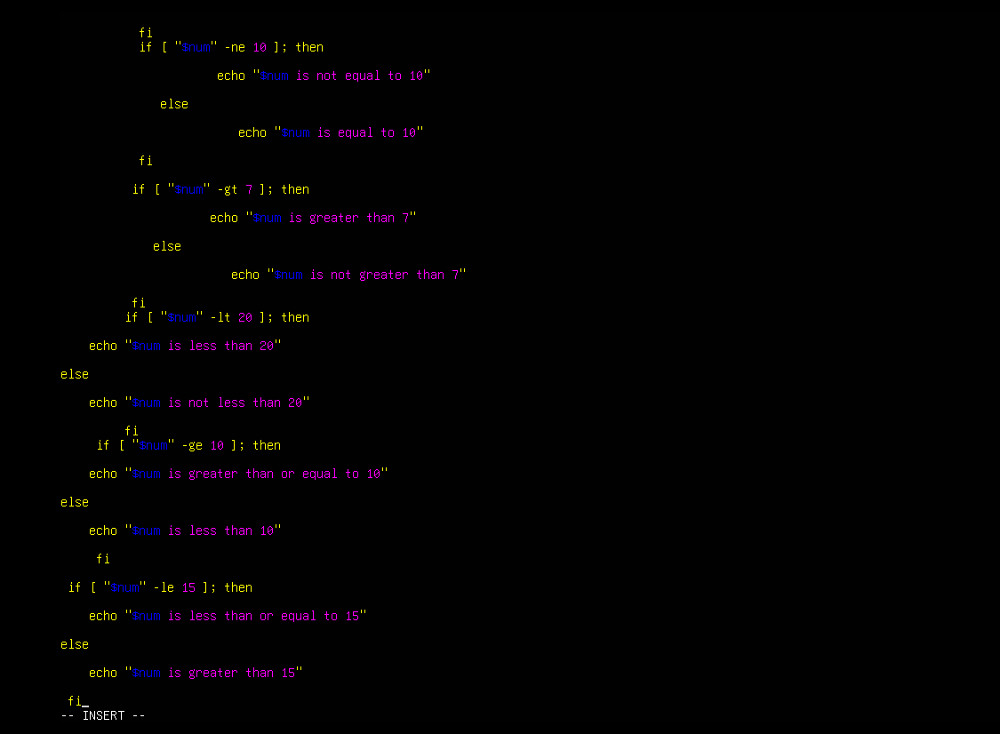 fi
if [ "$num" -ne 10 ]; then
echo "$num is not equal to 10"
else
echo "$num is equal to 10"
fi
if [ "$num" -gt 7 ]; then
echo "$num is greater than 7"
else
echo "$num is not greater than 7"
fi
if [ "$num" -lt 20 ]; then
echo "$num is less than 20"
else
echo "$num is not less than 20"
fi
if [ "$num" -ge 10 ]; then
echo "$num is greater than or equal to 10"
else
echo "$num is less than 10"
fi
if [ "$num" -le 15 ]; then
echo "$num is less than or equal to 15"
else
echo "$num is greater than 15"
fi
-- INSERT --